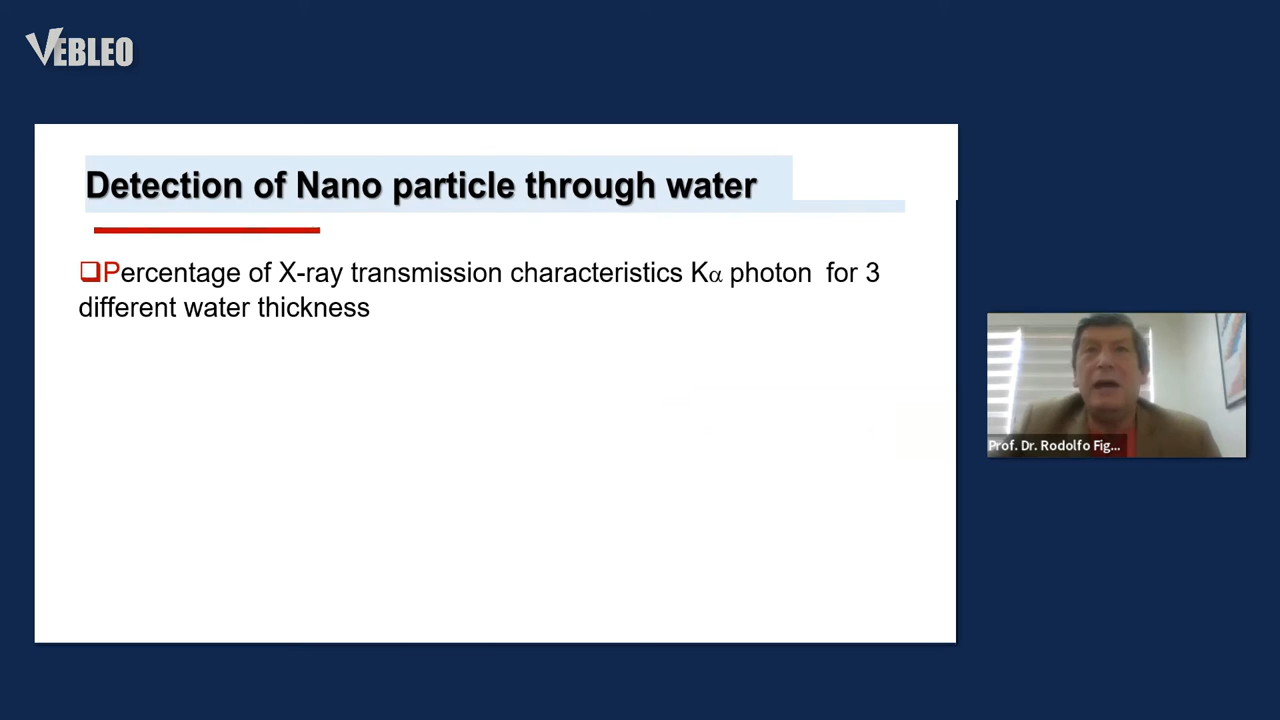 VEBLEO
Detection of Nano particle through water
❑Percentage of X-ray transmission characteristics Kα photon for 3
different water thickness
Prof. Dr. Rodolfo Fig...